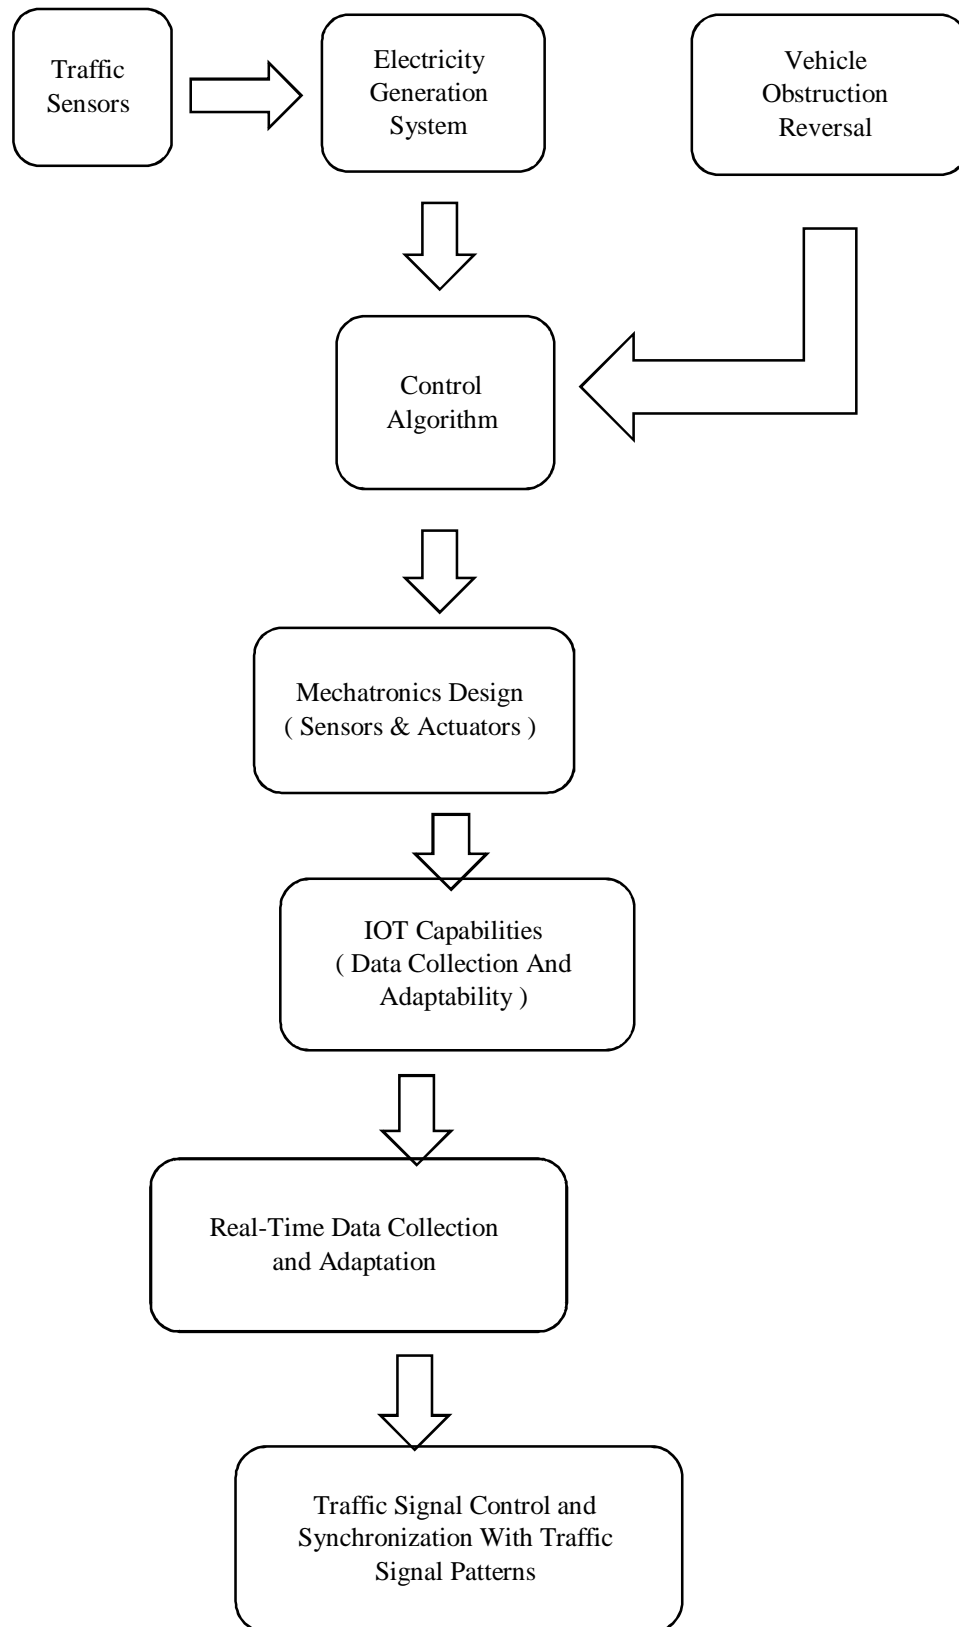 Traffic
Sensors
Electricity
Generation
System
Vehicle
Obstruction
Reversal
Control
Algorithm
Mechatronics Design
( Sensors & Actuators )
IOT Capabilities
( Data Collection And
Adaptability )
Real-Time Data Collection
and Adaptation
Traffic Signal Control and
Synchronization With Traffic
Signal Patterns